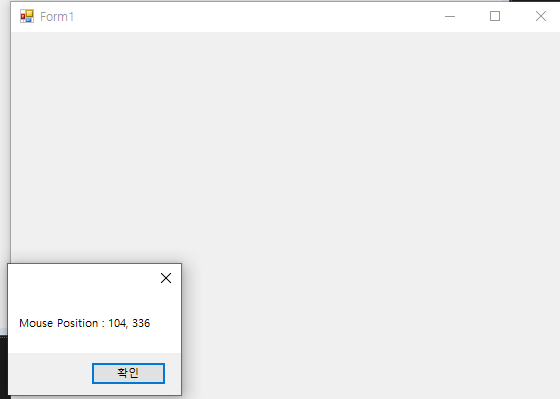 Form1
Mouse Position : 104, 336
확인